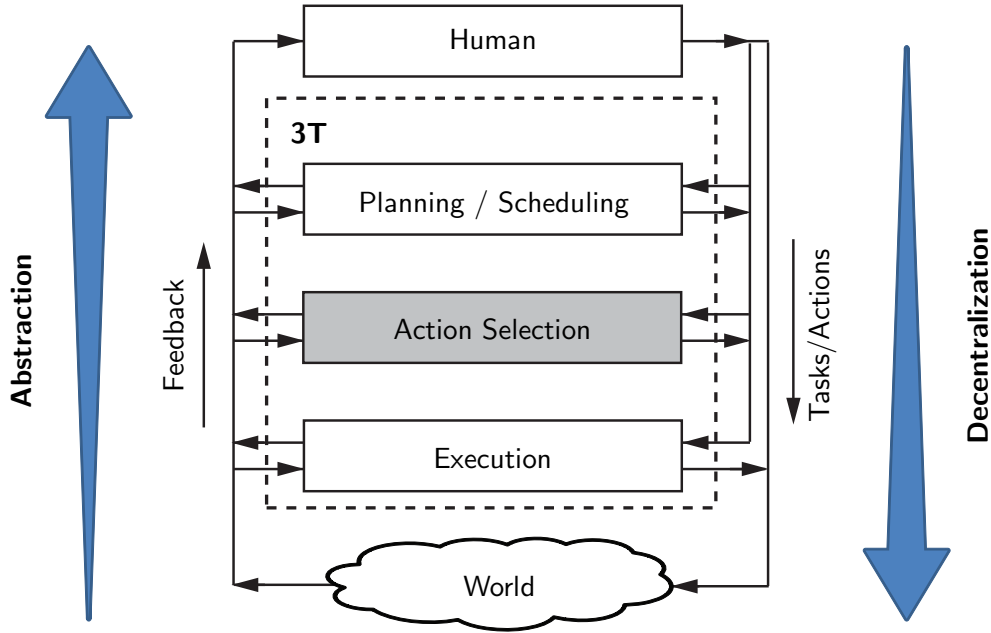 Human
3T
Planning / Scheduling
Abstraction
Feedback
Action Selection
Tasks/Actions
Decentralization
Execution
World